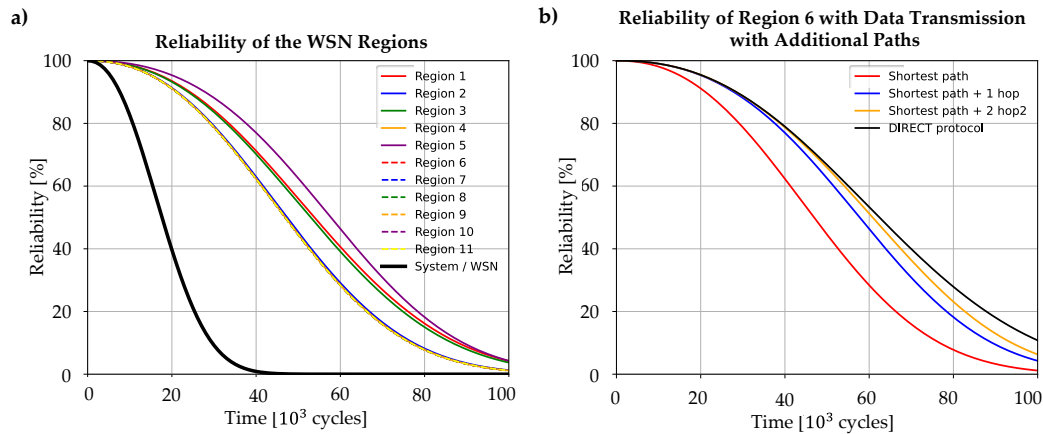 a)
Reliability of the WSN Regions
Reliability [%]
100
80
60
40
20
0
Region 1
Region 2
Region 3
Region 4
Region 5
Region 6
Region 7
Region 8
Region 9
Region 10
Region 11
System / WSN
0 20 40 60 80 100
Time [10³ cycles]
b)
Reliability of Region 6 with Data Transmission
with Additional Paths
Reliability [%]
100
80
60
40
20
0
Shortest path
Shortest path + 1 hop
Shortest path + 2 hop2
DIRECT protocol
0 20 40 60 80 100
Time [10³ cycles]